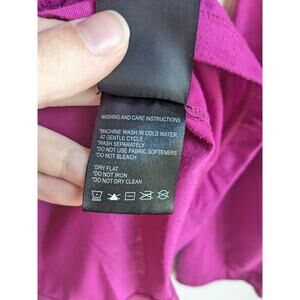 WASHING AND CARE INSTRUCTIONS
*MACHINE WASH IN COLD WATER
AT GENTLE CYCLE
*WASH SEPARATELY
*DO NOT USE FABRIC SOFTENERS
*DO NOT BLEACH
*DRY FLAT
*DO NOT IRON
*DO NOT DRY CLEAN